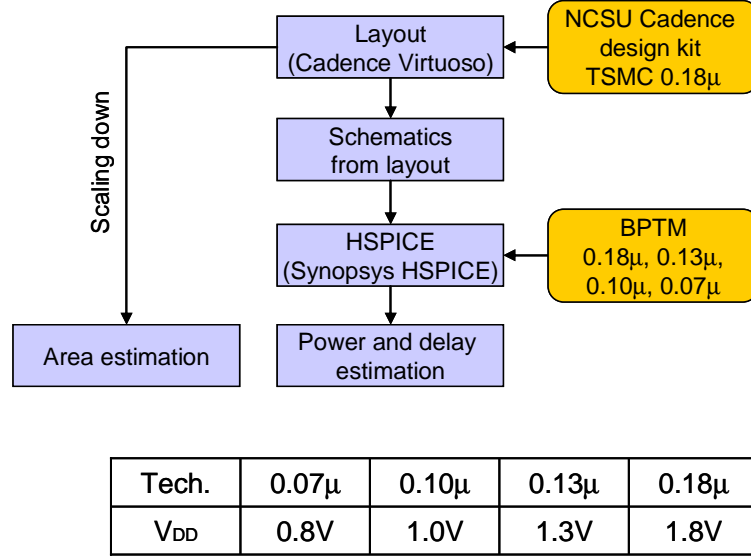 Layout
(Cadence Virtuoso)
NCSU Cadence
design kit
TSMC 0.18μ
Scaling down
Schematics
from layout
HSPICE
(Synopsys HSPICE)
BPTM
0.18μ, 0.13μ,
0.10μ, 0.07μ
Area estimation
Power and delay
estimation
Tech. 0.07μ 0.10μ 0.13μ 0.18μ
VDD 0.8V 1.0V 1.3V 1.8V